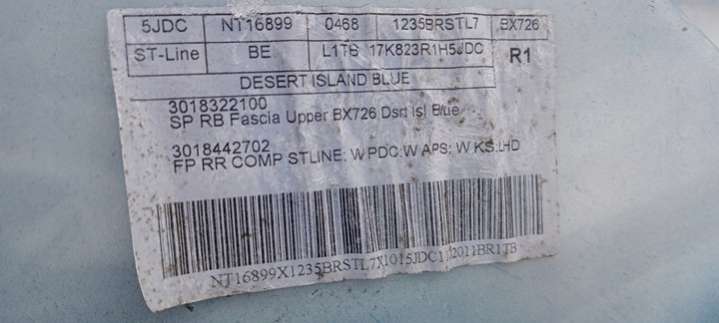 5JDC NT16899 0468 1235BRSTL7 BX726
ST-Line BE L1TB 17K823R1H5JDC R1
DESERT ISLAND BLUE
3018322100
SP RB Fascia Upper BX726 Dsrt Isl Blue
3018442702
FP RR COMP STLINE: W PDC:W APS: W KS:LHD